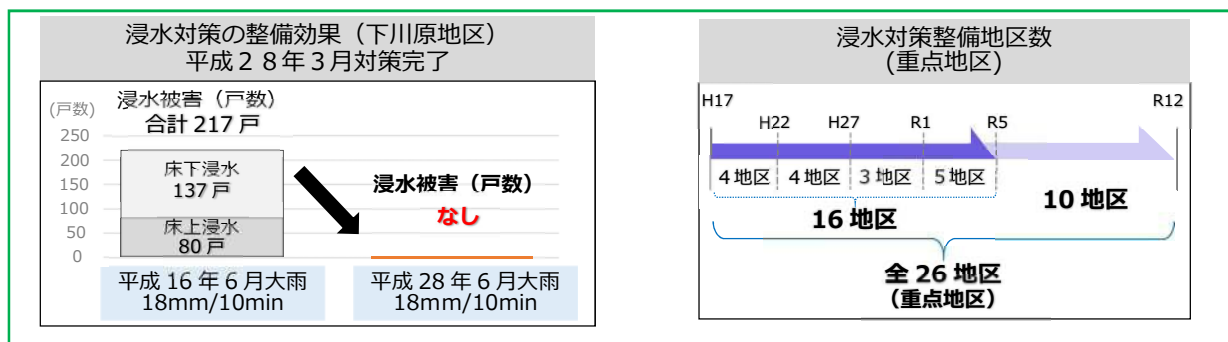 浸水対策の整備効果（下川原地区）
平成２８年３月対策完了
(戸数)
浸水被害（戸数）
合計 217 戸
250
200
150
100
50
0
床下浸水
137 戸
床上浸水
80 戸
浸水被害（戸数）
なし
平成 16 年 6 月大雨
18mm/10min
平成 28 年 6 月大雨
18mm/10min
浸水対策整備地区数
(重点地区)
H17
R12
H22
H27
R1
R5
4 地区
4 地区
3 地区
5 地区
16 地区
10 地区
全 26 地区
（重点地区）